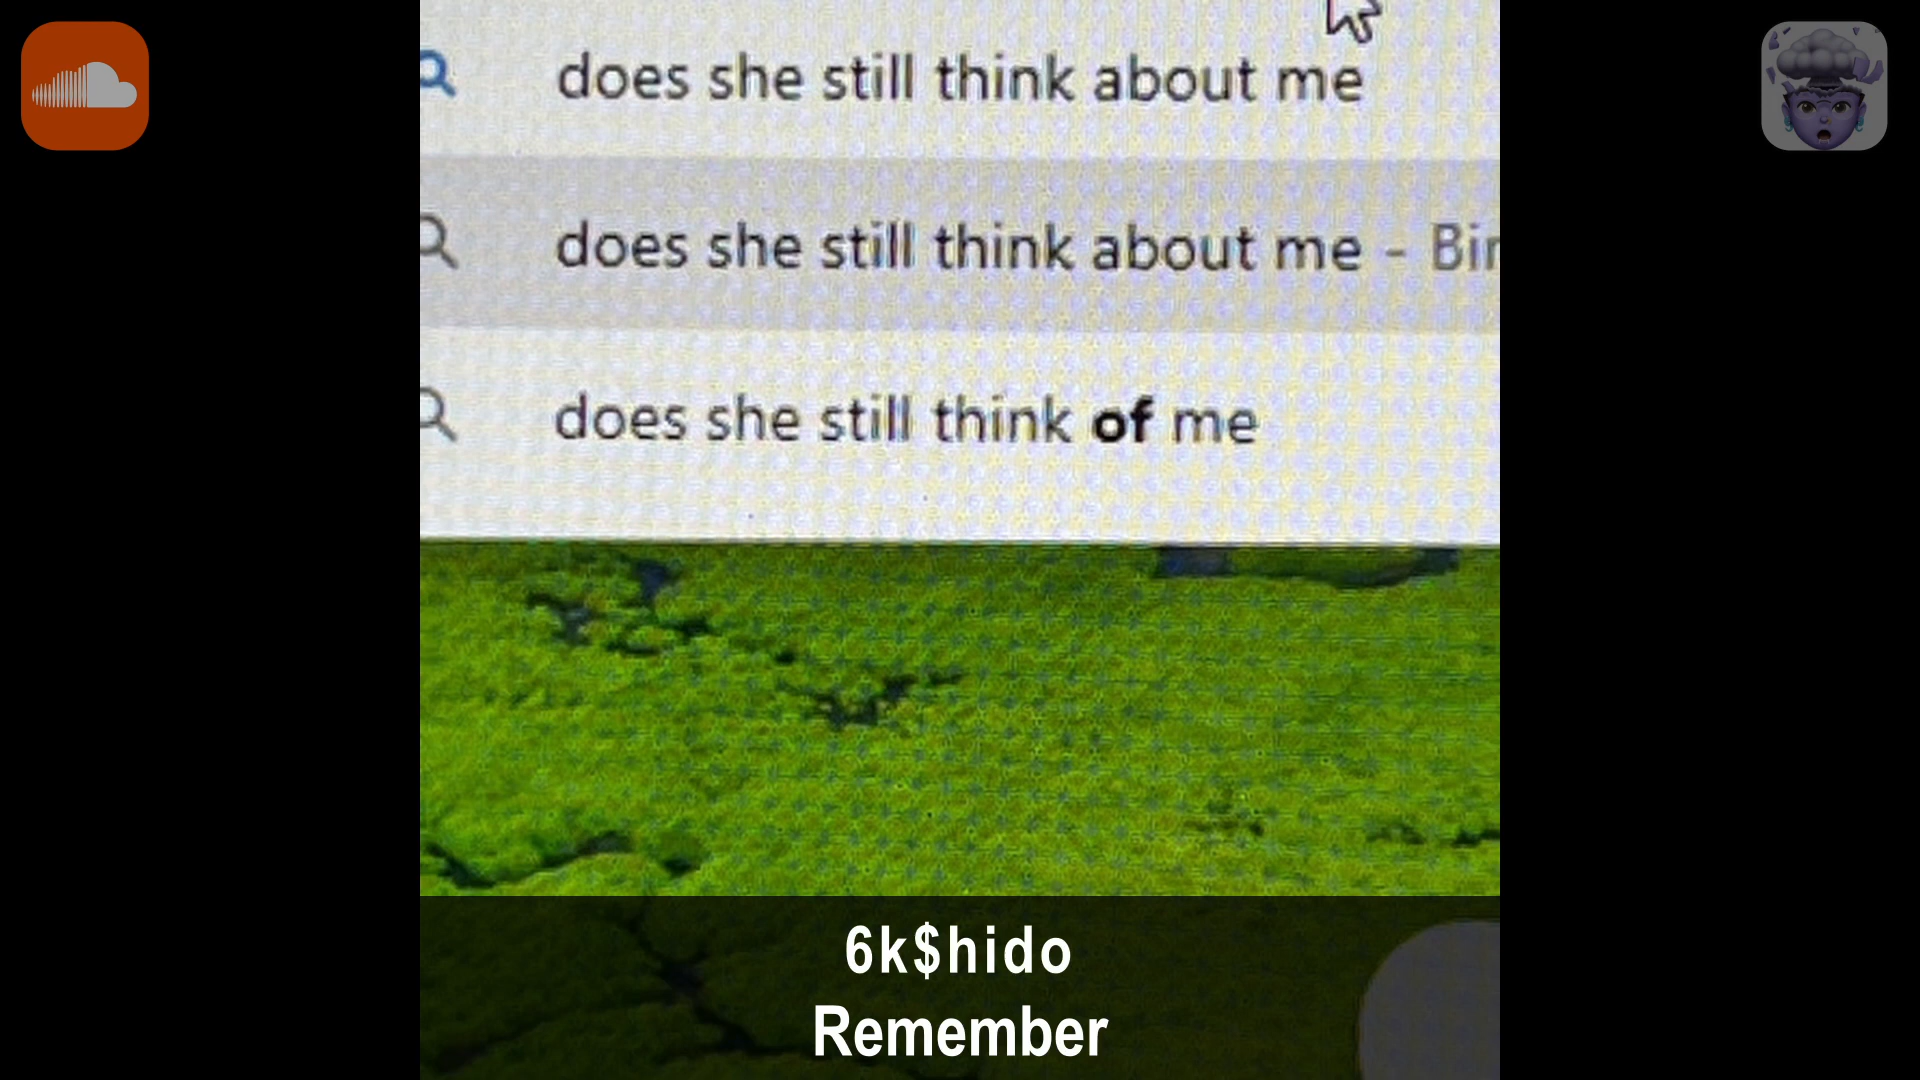 does she still think about me
does she still think about me - Bin
does she still think of me
6k$hido
Remember